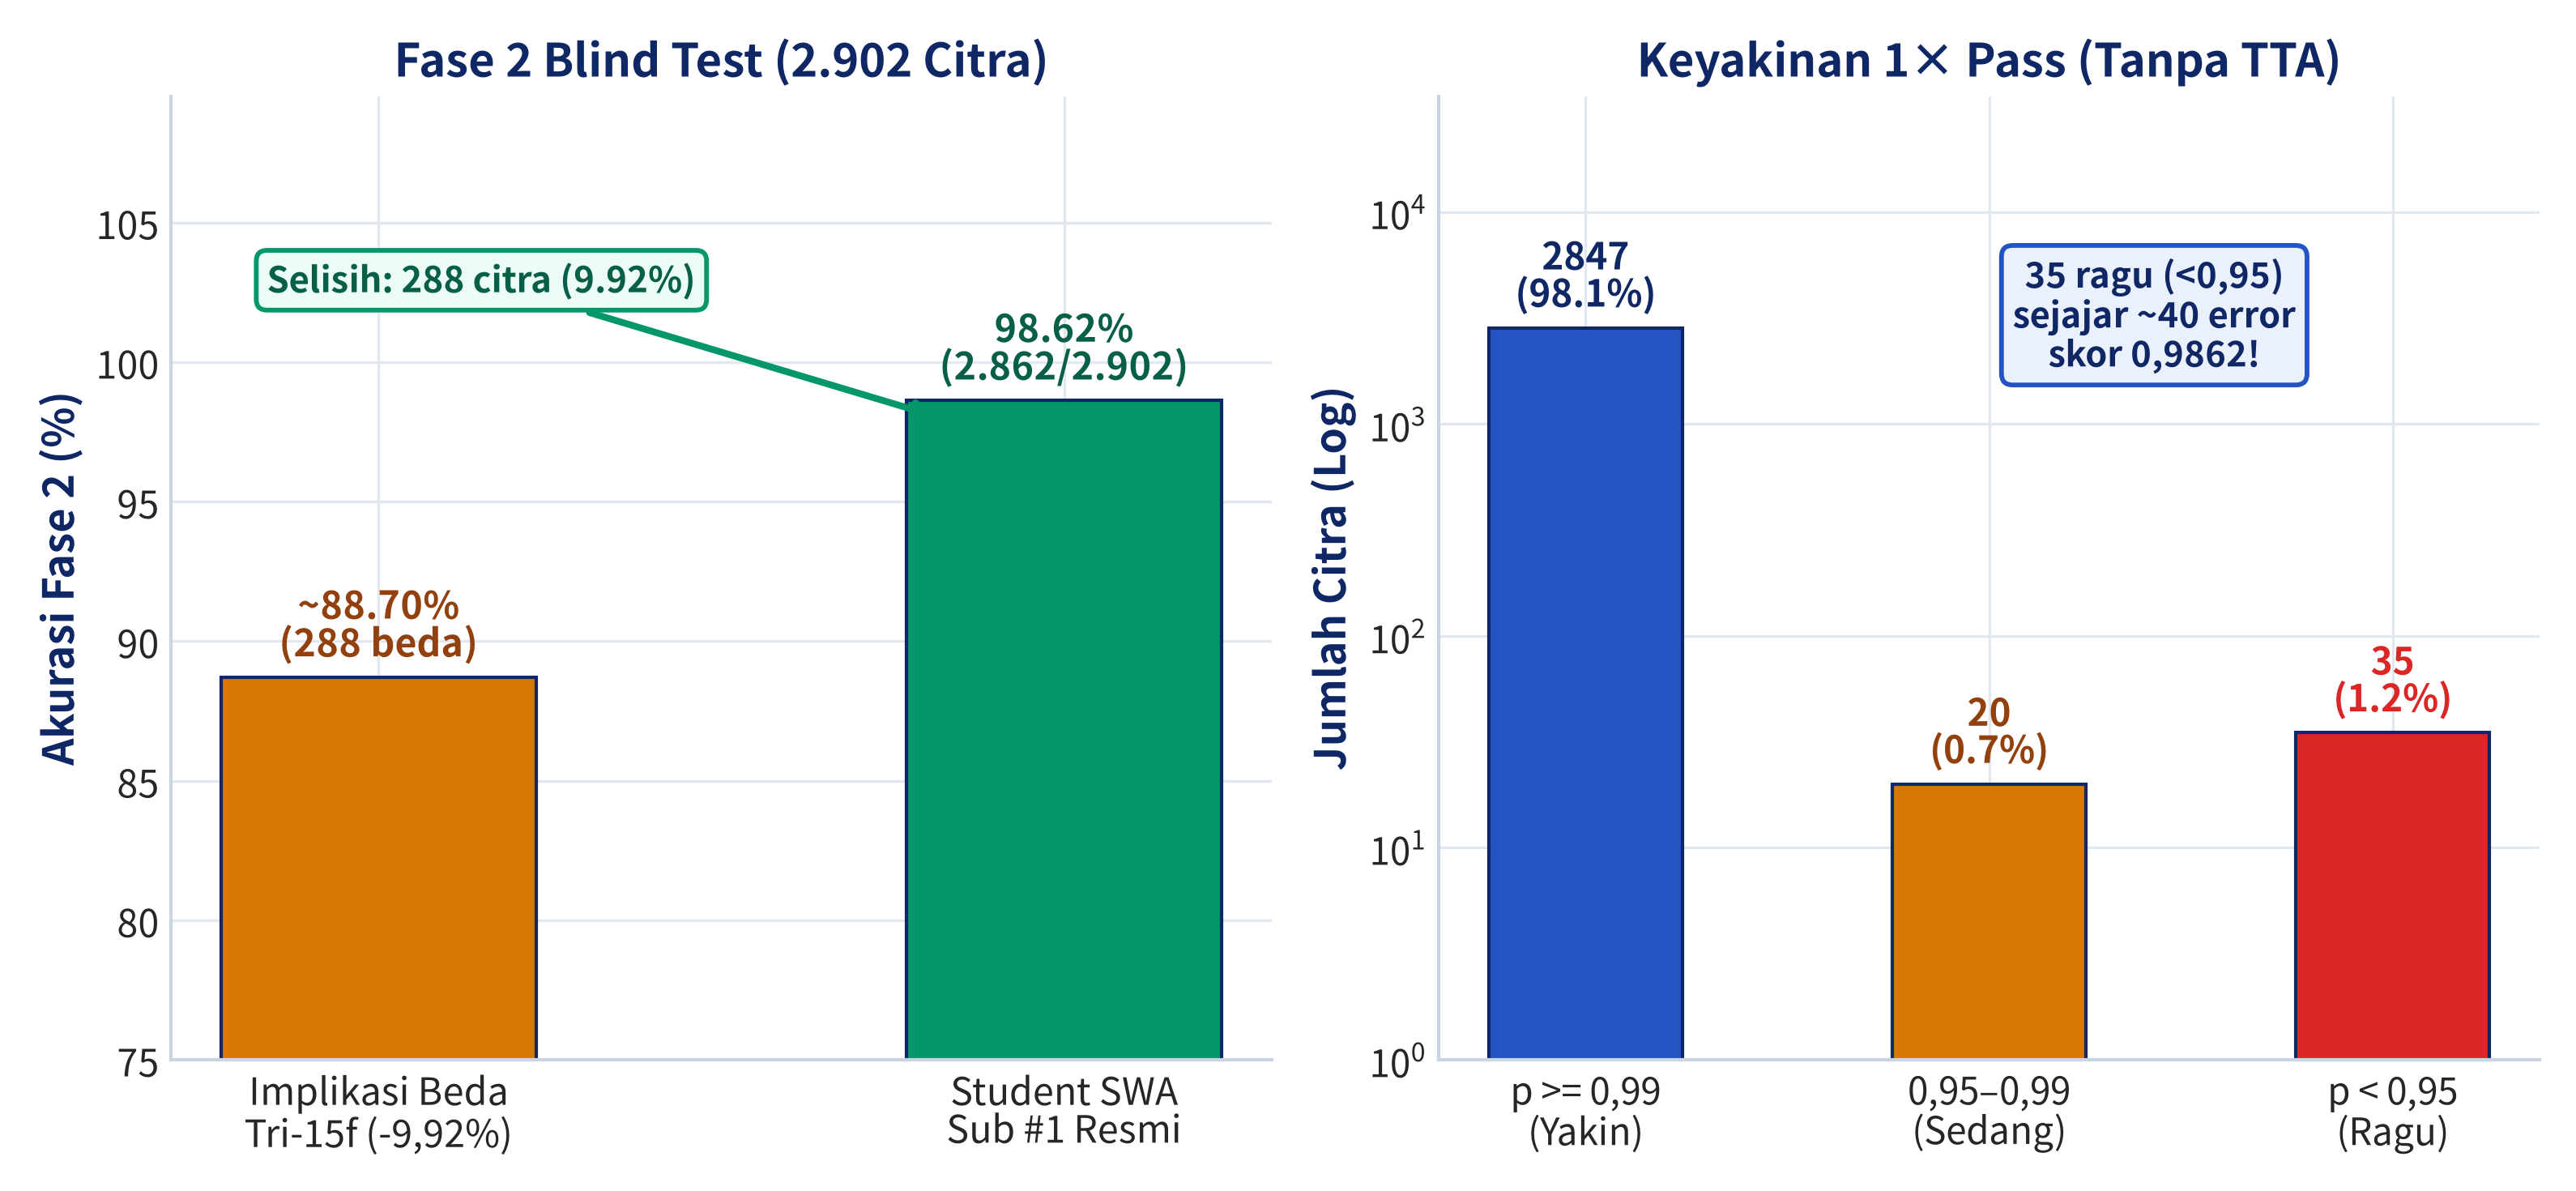 Fase 2 Blind Test (2.902 Citra)
Akurasi Fase 2 (%)
105
100
95
90
85
80
75
Selisih: 288 citra (9.92%)
98.62%
(2.862/2.902)
~88.70%
(288 beda)
Implikasi Beda
Tri-15f (-9,92%)
Student SWA
Sub #1 Resmi
Keyakinan 1× Pass (Tanpa TTA)
Jumlah Citra (Log)
10⁴
10³
10²
10¹
10⁰
2847
(98.1%)
35 ragu (<0,95)
sejajar ~40 error
skor 0,9862!
20
(0.7%)
35
(1.2%)
p >= 0,99
(Yakin)
0,95–0,99
(Sedang)
p < 0,95
(Ragu)